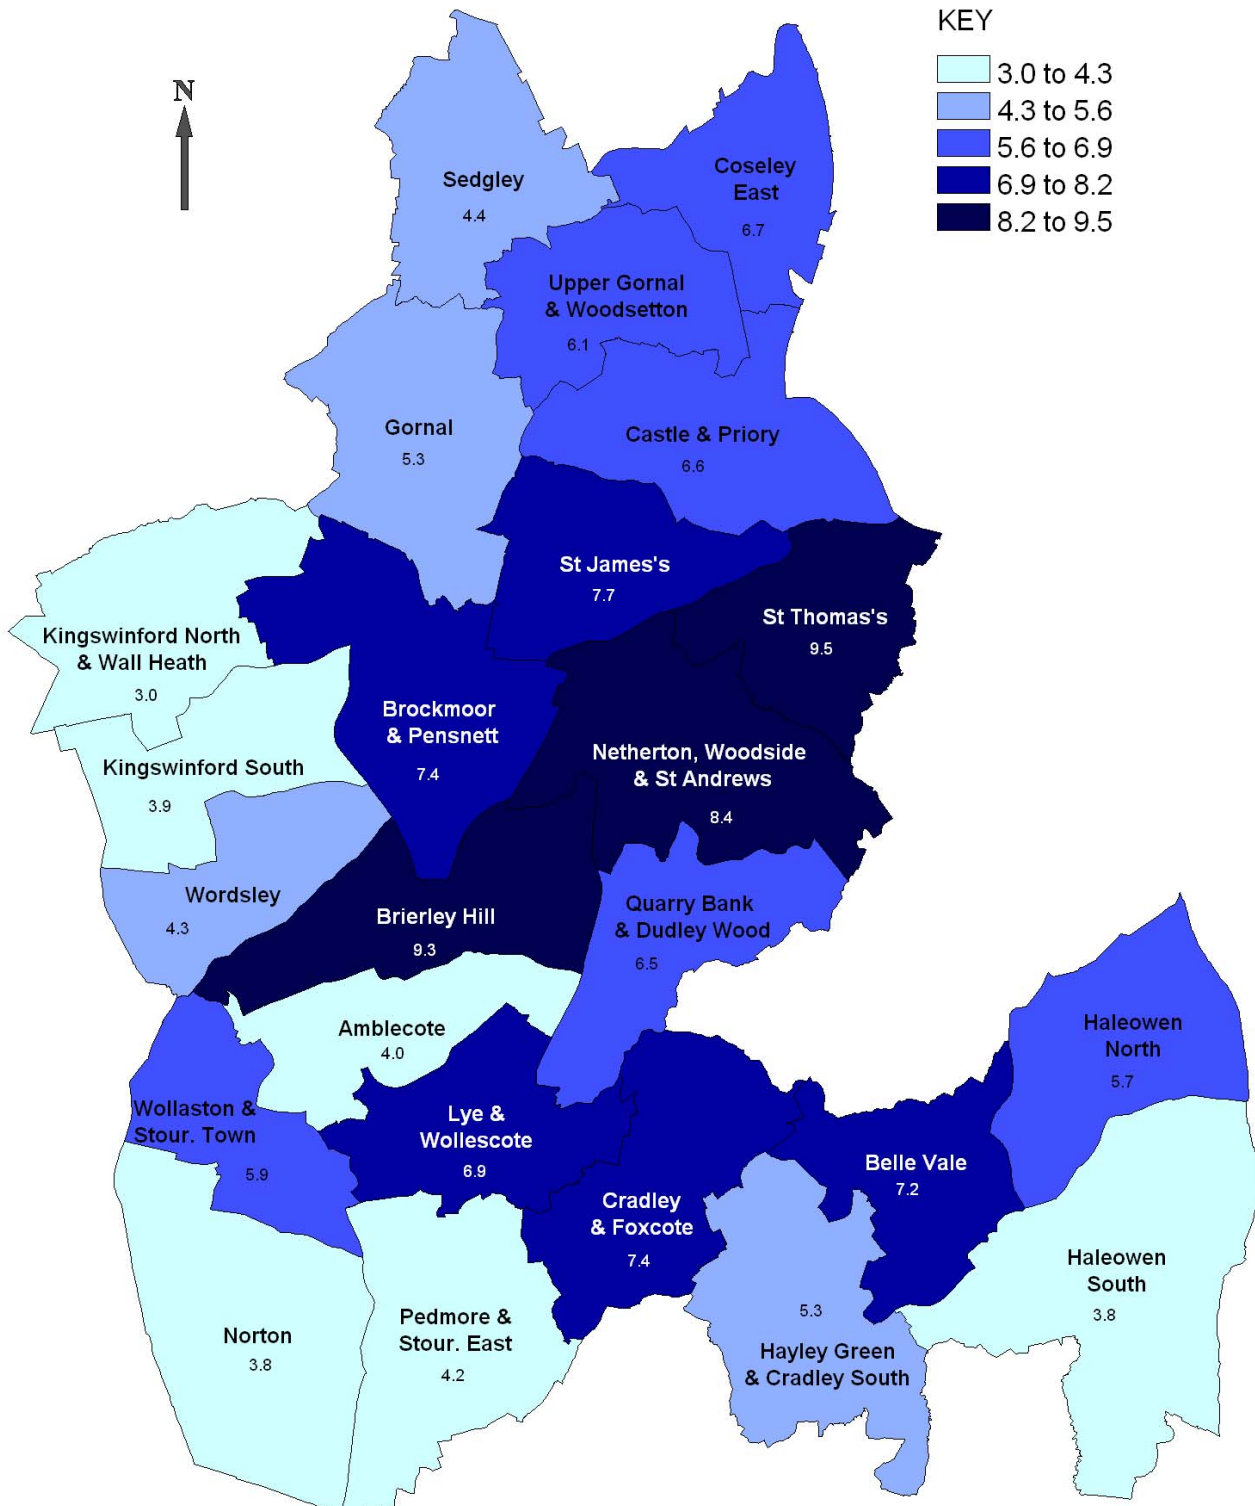 KEY
3.0 to 4.3
4.3 to 5.6
5.6 to 6.9
6.9 to 8.2
8.2 to 9.5
N
Sedgley
4.4
Coseley
East
6.7
Upper Gornal
& Woodsetton
6.1
Gornal
5.3
Castle & Priory
6.6
St James's
7.7
St Thomas's
9.5
Kingswinford North
& Wall Heath
3.0
Brockmoor
& Pensnett
7.4
Kingswinford South
3.9
Netherton, Woodside
& St Andrews
8.4
Wordsley
4.3
Brierley Hill
9.3
Quarry Bank
& Dudley Wood
6.5
Amblecote
4.0
Haleowen
North
5.7
Wollaston &
Stour. Town
5.9
Lye &
Wollescote
6.9
Belle Vale
7.2
Cradley
& Foxcote
7.4
Haleowen
South
3.8
Norton
3.8
Pedmore &
Stour. East
4.2
5.3
Hayley Green
& Cradley South